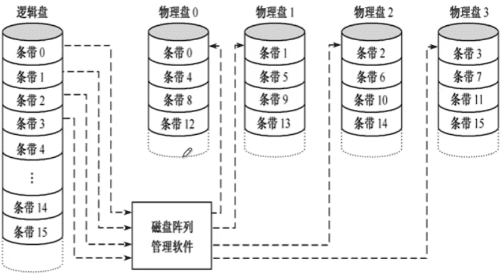 逻辑盘
物理盘 0
物理盘 1
物理盘 2
物理盘 3
条带 0
条带 1
条带 2
条带 3
条带 4
⋮
条带 14
条带 15
条带 0
条带 4
条带 8
条带 12
条带 1
条带 5
条带 9
条带 13
条带 2
条带 6
条带 10
条带 14
条带 3
条带 7
条带 11
条带 15
磁盘阵列
管理软件